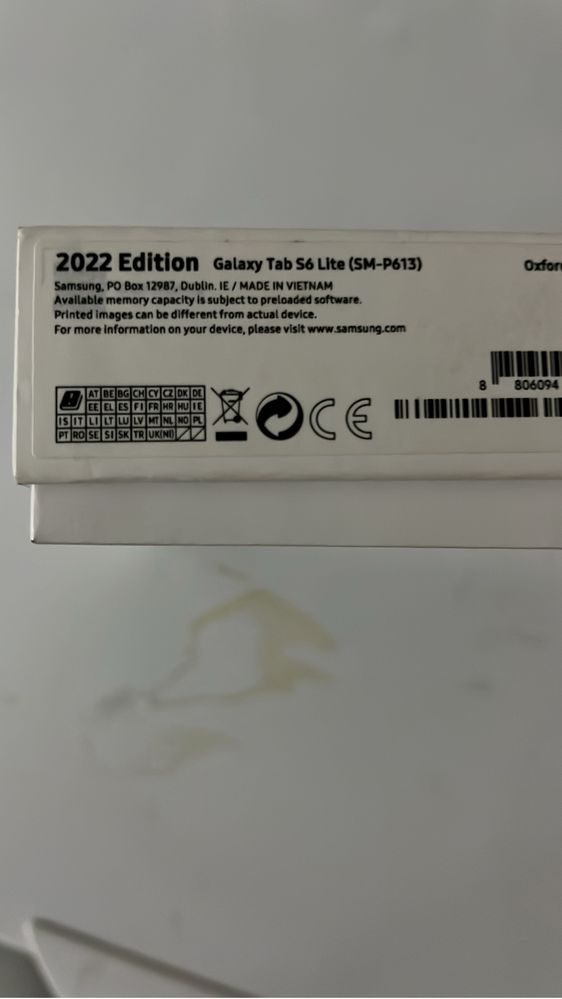 2022 Edition Galaxy Tab S6 Lite (SM-P613)
Samsung, PO Box 12987, Dublin. IE / MADE IN VIETNAM
Available memory capacity is subject to preloaded software.
Printed images can be different from actual device.
For more information on your device, please visit www.samsung.com
Oxfor
8 806094
AT BE BG CH CY CZ DK DE
EE EL ES FI FR HR HU IE
IS IT LI LT LU LV MT NL NO PL
PT RO SE SI SK TR UK(NI)
CE